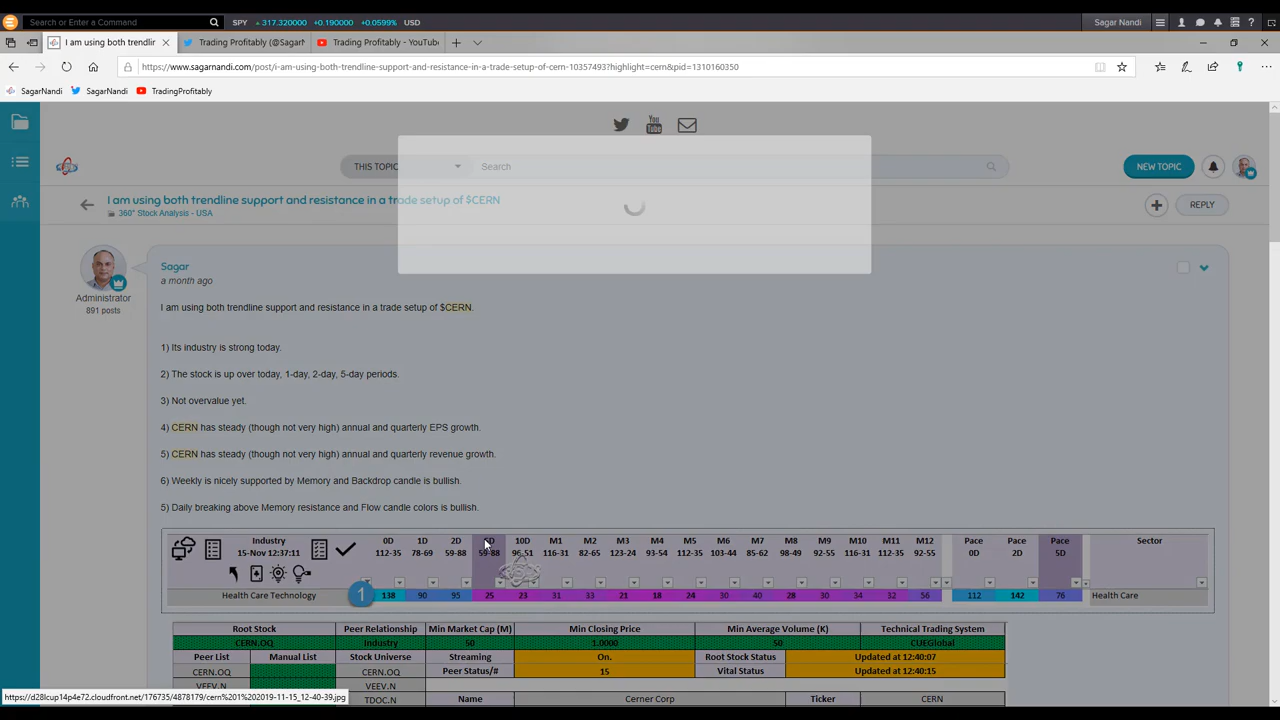 Search or Enter a Command SPY 317.320000 +0.190000 +0.0599% USD Sagar Nandi
I am using both trendlir Trading Profitably (@SagarN Trading Profitably - YouTub
https://www.sagarnandi.com/post/i-am-using-both-trendline-support-and-resistance-in-a-trade-setup-of-cern-10357493?highlight=cern&pid=1310160350
SagarNandi SagarNandi TradingProfitably
You Tube
THIS TOPIC Search NEW TOPIC
I am using both trendline support and resistance in a trade setup of $CERN
360° Stock Analysis - USA
REPLY
Sagar
a month ago
Administrator
891 posts
I am using both trendline support and resistance in a trade setup of $CERN.
1) Its industry is strong today.
2) The stock is up over today, 1-day, 2-day, 5-day periods.
3) Not overvalue yet.
4) CERN has steady (though not very high) annual and quarterly EPS growth.
5) CERN has steady (though not very high) annual and quarterly revenue growth.
6) Weekly is nicely supported by Memory and Backdrop candle is bullish.
5) Daily breaking above Memory resistance and Flow candle colors is bullish.
Industry 0D 1D 2D 5D 10D M1 M2 M3 M4 M5 M6 M7 M8 M9 M10 M11 M12 Pace Pace Pace Sector
15-Nov 12:37:11 112-35 78-69 59-88 59-88 96-51 116-31 82-65 123-24 93-54 112-35 103-44 85-62 98-49 92-55 116-31 112-35 92-55 0D 2D 5D
Health Care Technology 1 138 90 95 25 23 31 33 21 18 24 30 40 28 30 34 32 56 112 142 76 Health Care
Root Stock Peer Relationship Min Market Cap (M) Min Closing Price Min Average Volume (K) Technical Trading System
CERN.OQ Industry 50 1.0000 50 CUEGlobal
Peer List Manual List Stock Universe Streaming On. Root Stock Status Updated at 12:40:07
CERN.OQ CERN.OQ Peer Status/# 15 Vital Status Updated at 12:40:15
VEEV.N VEEV.N
TDOC.N Name Cerner Corp Ticker CERN
https://d28lcup14p4e72.cloudfront.net/176735/4878179/cern%201%202019-11-15_12-40-39.jpg